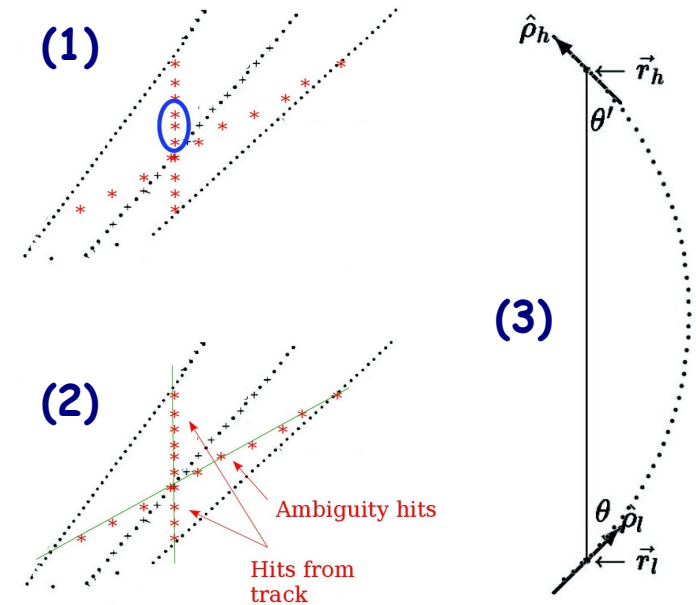 (1)
(2)
Ambiguity hits
Hits from
track
(3)
ρ̂ₕ
r⃗ₕ
θ′
θ
ρ̂ₗ
r⃗ₗ